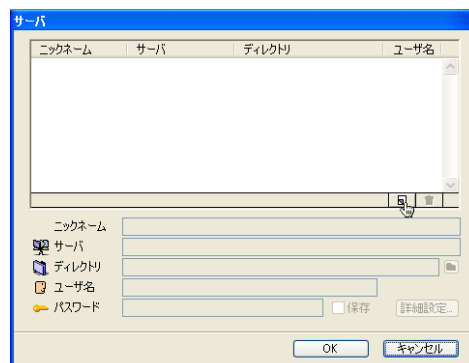 サーバ
ニックネーム サーバ ディレクトリ ユーザ名
ニックネーム
サーバ
ディレクトリ
ユーザ名
パスワード 保存 詳細設定...
OK キャンセル